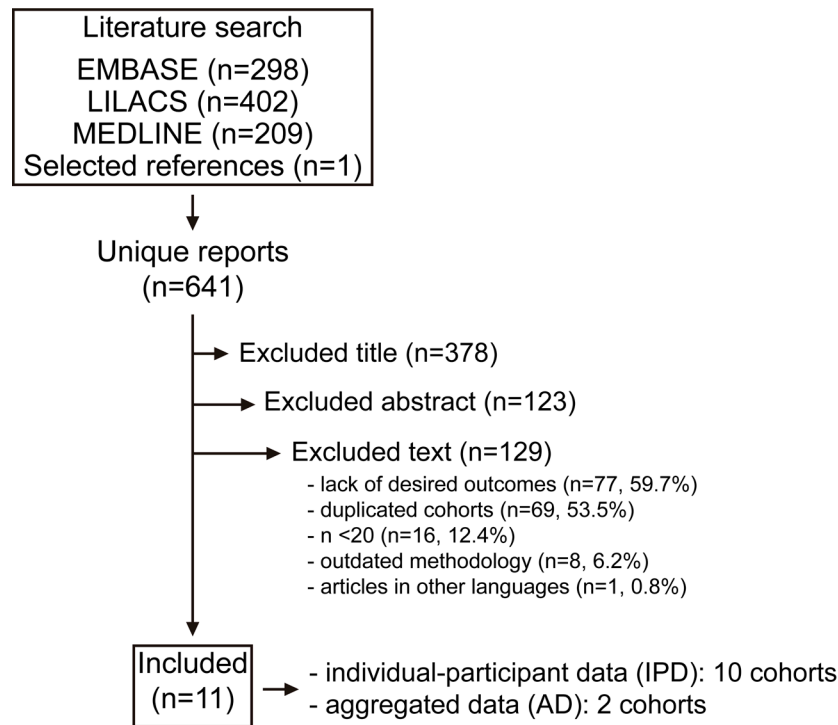 Literature search
EMBASE (n=298)
LILACS (n=402)
MEDLINE (n=209)
Selected references (n=1)
Unique reports
(n=641)
Excluded title (n=378)
Excluded abstract (n=123)
Excluded text (n=129)
- lack of desired outcomes (n=77, 59.7%)
- duplicated cohorts (n=69, 53.5%)
- n <20 (n=16, 12.4%)
- outdated methodology (n=8, 6.2%)
- articles in other languages (n=1, 0.8%)
Included
(n=11)
- individual-participant data (IPD): 10 cohorts
- aggregated data (AD): 2 cohorts